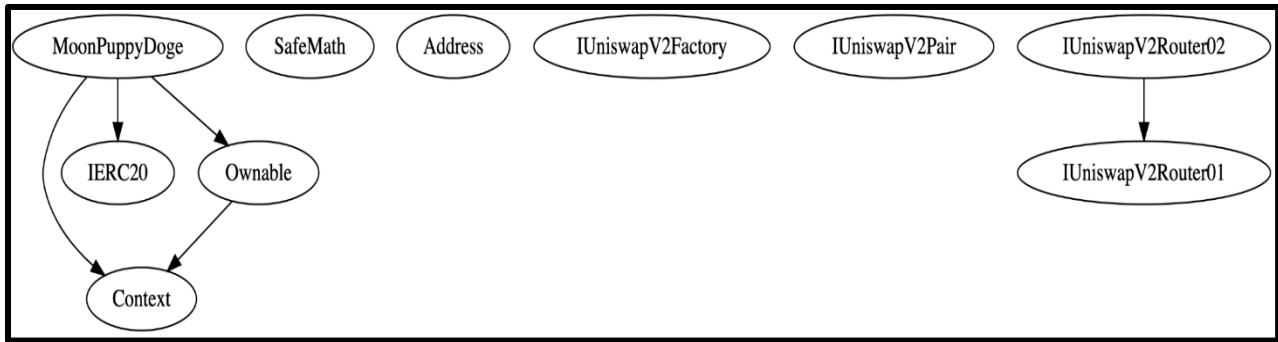 MoonPuppyDoge
SafeMath
Address
IUniswapV2Factory
IUniswapV2Pair
IUniswapV2Router02
IERC20
Ownable
IUniswapV2Router01
Context